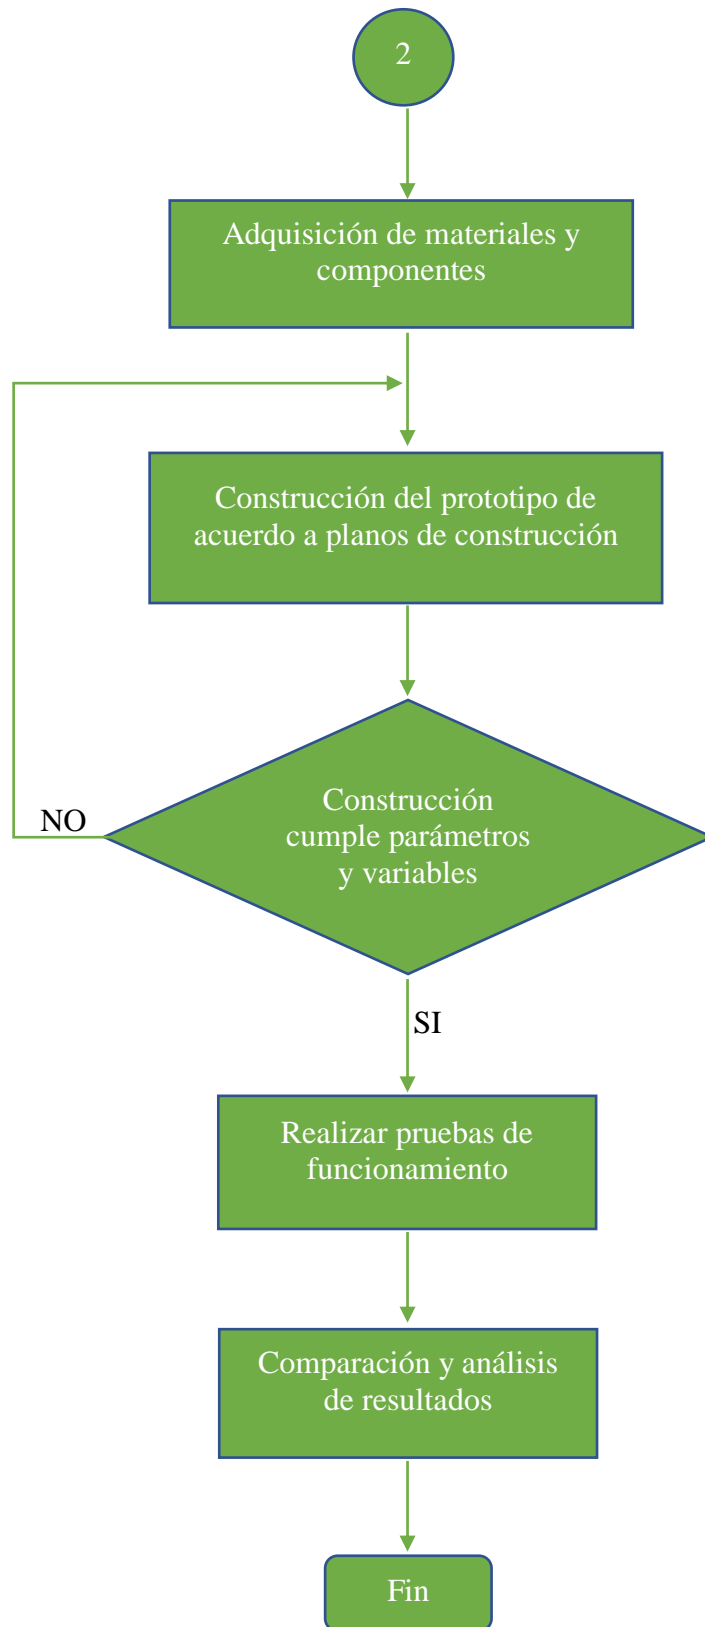 2
Adquisición de materiales y
componentes
Construcción del prototipo de
acuerdo a planos de construcción
Construcción
cumple parámetros
y variables
NO
SI
Realizar pruebas de
funcionamiento
Comparación y análisis
de resultados
Fin